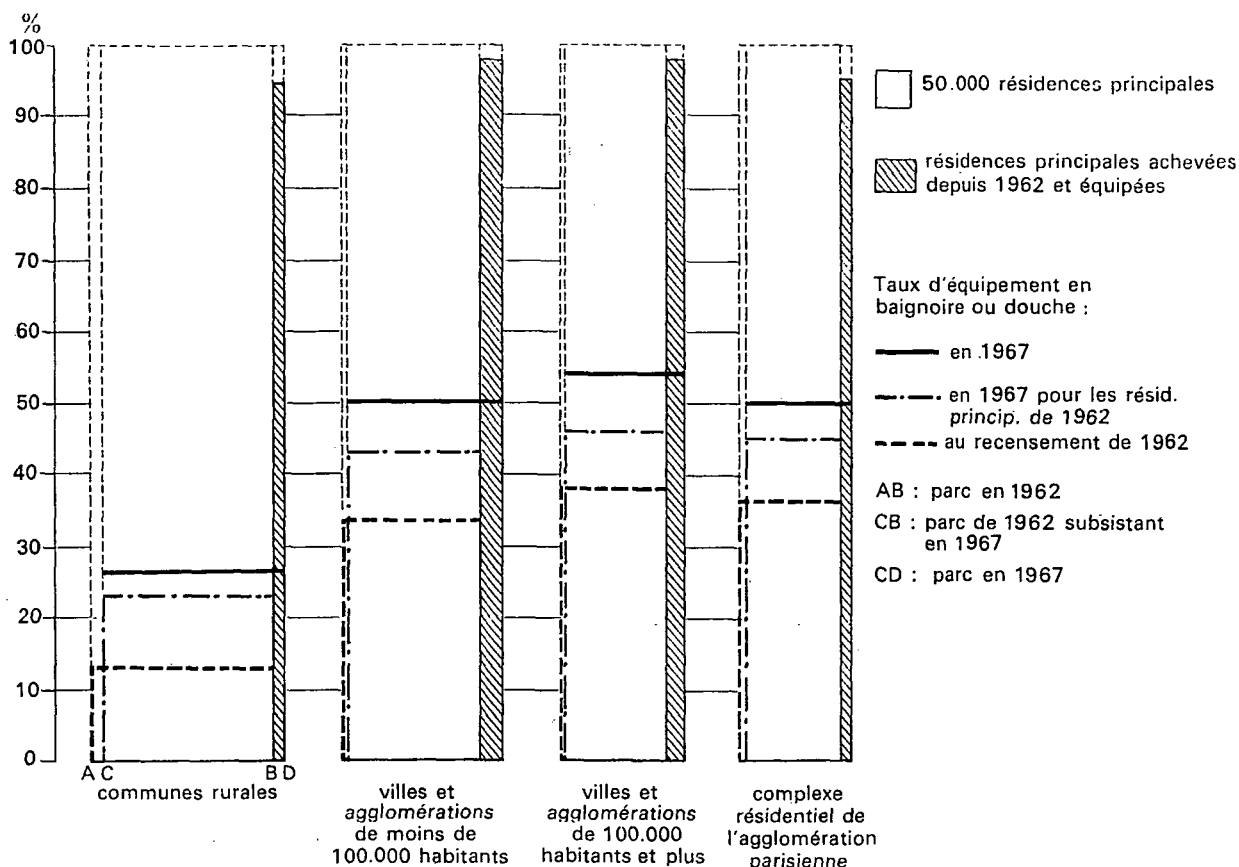 %
100
90
80
70
60
50
40
30
20
10
0
A C B D
communes rurales
villes et
agglomérations
de moins de
100.000 habitants
villes et
agglomérations
de 100.000
habitants et plus
complexe
résidentiel de
l'agglomération
parisienne
50.000 résidences principales
résidences principales achevées
depuis 1962 et équipées
Taux d'équipement en
baignoire ou douche :
en 1967
en 1967 pour les résid.
princip. de 1962
au recensement de 1962
AB : parc en 1962
CB : parc de 1962 subsistant
en 1967
CD : parc en 1967